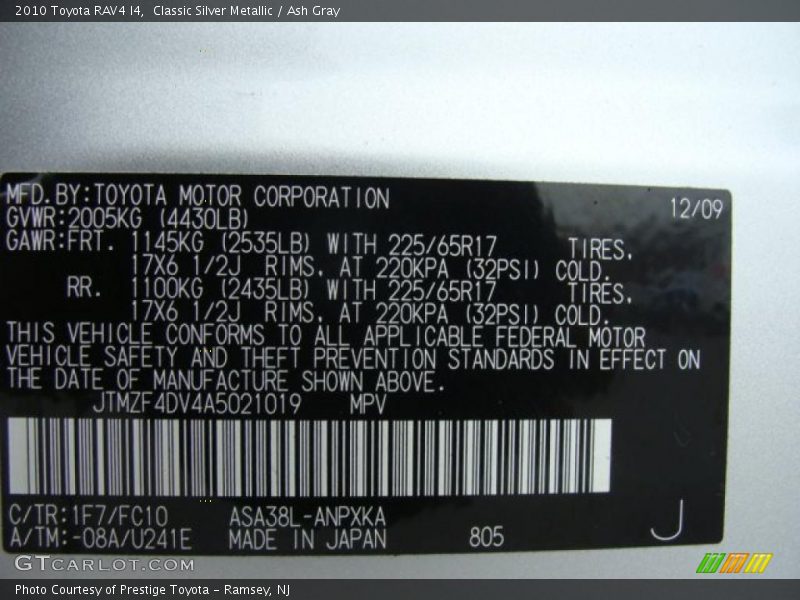 2010 Toyota RAV4 I4,  Classic Silver Metallic / Ash Gray
MFD.BY:TOYOTA MOTOR CORPORATION 12/09
GVWR:2005KG (4430LB)
GAWR:FRT. 1145KG (2535LB) WITH 225/65R17 TIRES.
17X6 1/2J RIMS. AT 220KPA (32PSI) COLD.
RR. 1100KG (2435LB) WITH 225/65R17 TIRES.
17X6 1/2J RIMS. AT 220KPA (32PSI) COLD.
THIS VEHICLE CONFORMS TO ALL APPLICABLE FEDERAL MOTOR
VEHICLE SAFETY AND THEFT PREVENTION STANDARDS IN EFFECT ON
THE DATE OF MANUFACTURE SHOWN ABOVE.
JTMZF4DV4A5021019 MPV
C/TR:1F7/FC10 ASA38L-ANPXKA
A/TM:-08A/U241E MADE IN JAPAN 805 J
GTCARLOT.COM
Photo Courtesy of Prestige Toyota - Ramsey, NJ